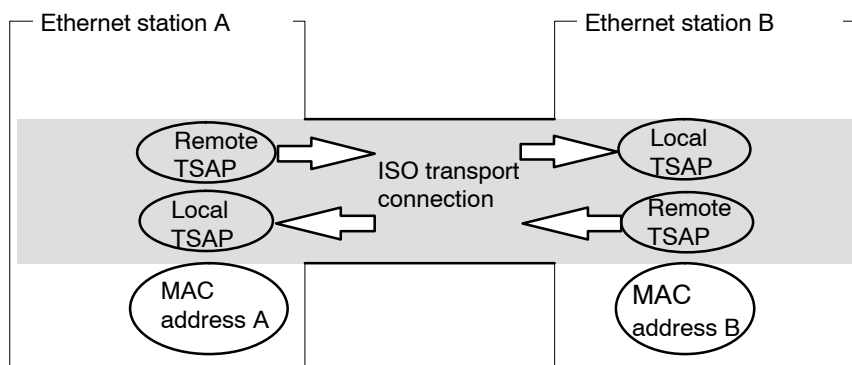 Ethernet station A
Ethernet station B
Remote
TSAP
ISO transport
connection
Local
TSAP
Local
TSAP
Remote
TSAP
MAC
address A
MAC
address B